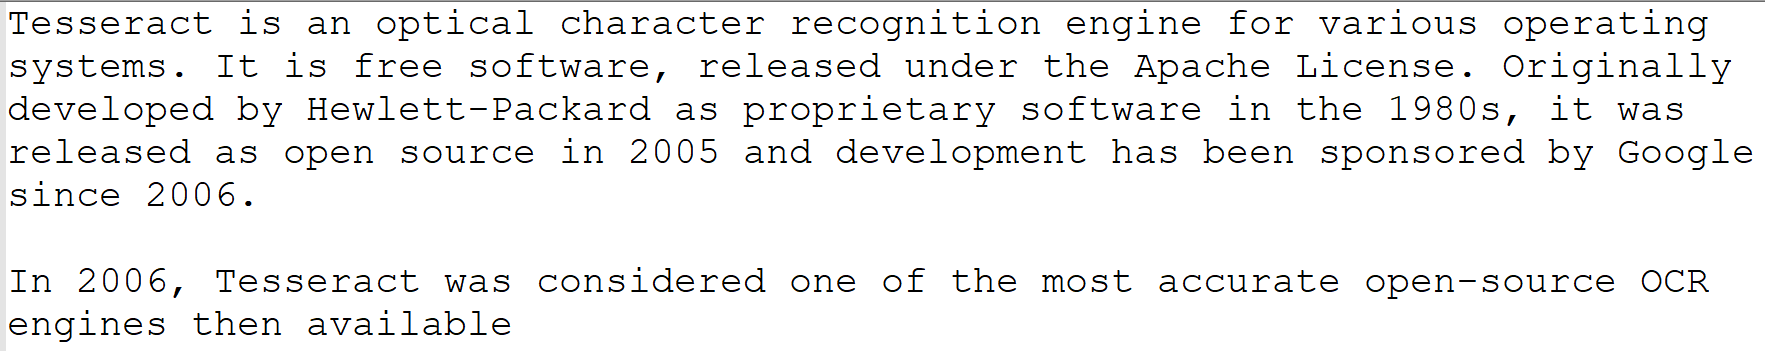 Tesseract is an optical character recognition engine for various operating
systems. It is free software, released under the Apache License. Originally
developed by Hewlett-Packard as proprietary software in the 1980s, it was
released as open source in 2005 and development has been sponsored by Google
since 2006.

In 2006, Tesseract was considered one of the most accurate open-source OCR
engines then available